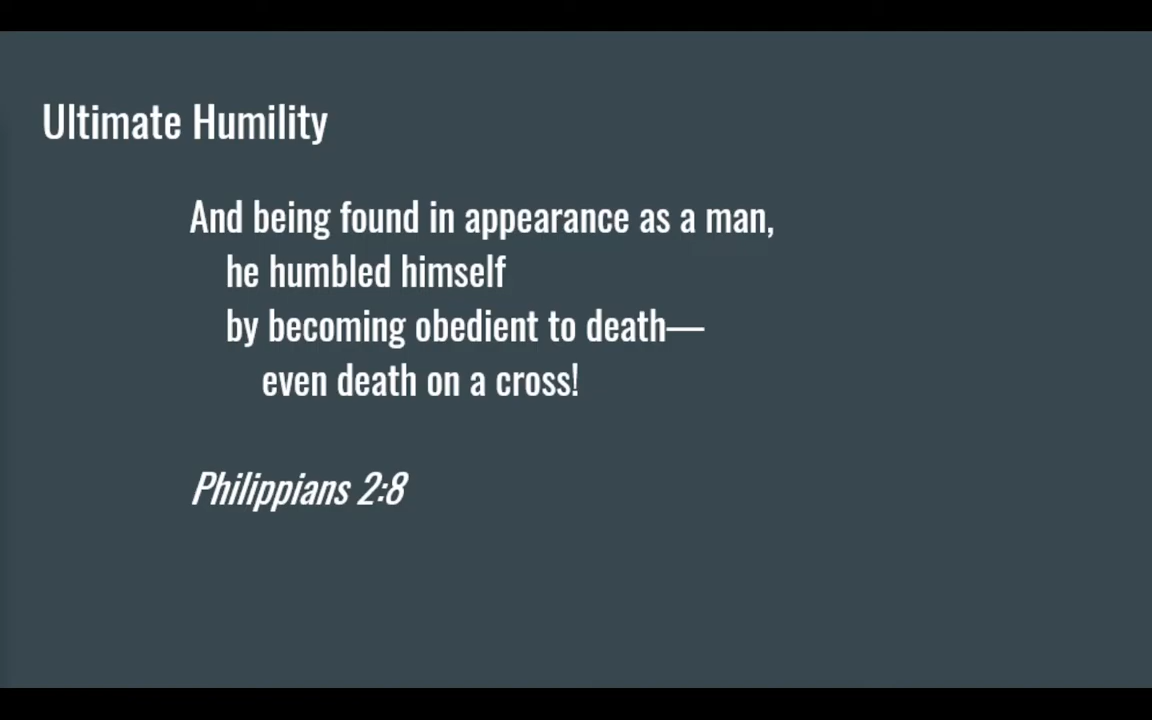 Ultimate Humility
And being found in appearance as a man,
he humbled himself
by becoming obedient to death—
even death on a cross!
Philippians 2:8